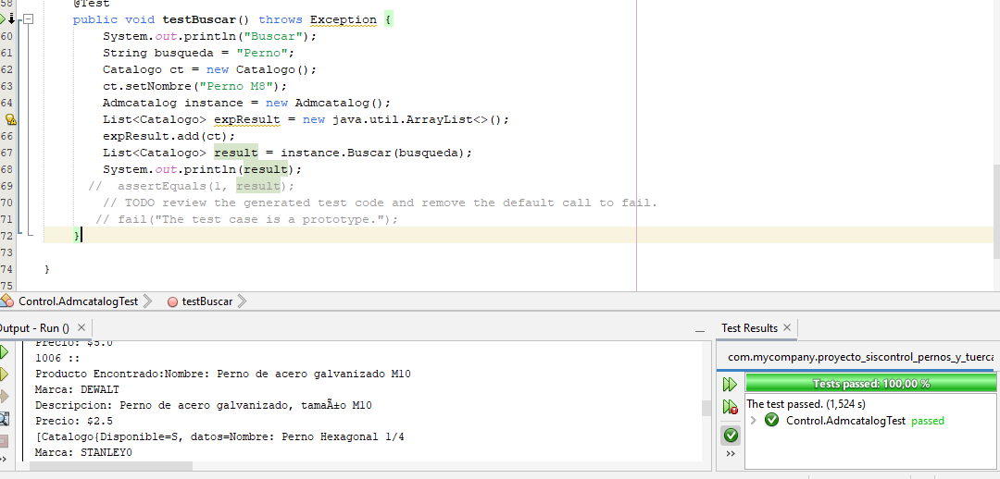 58 @Test
public void testBuscar() throws Exception {
60 System.out.println("Buscar");
61 String busqueda = "Perno";
62 Catalogo ct = new Catalogo();
63 ct.setNombre("Perno M8");
64 Admcatalog instance = new Admcatalog();
List<Catalogo> expResult = new java.util.ArrayList<>();
66 expResult.add(ct);
67 List<Catalogo> result = instance.Buscar(busqueda);
68 System.out.println(result);
69 // assertEquals(1, result);
70 // TODO review the generated test code and remove the default call to fail.
71 // fail("The test case is a prototype.");
72 }
73
74 }
75
Control.AdmcatalogTest testBuscar
Output - Run () ×
Precio: $5.0
1006 ::
Producto Encontrado:Nombre: Perno de acero galvanizado M10
Marca: DEWALT
Descripcion: Perno de acero galvanizado, tamaÃ±o M10
Precio: $2.5
[Catalogo{Disponible=S, datos=Nombre: Perno Hexagonal 1/4
Marca: STANLEY0
Test Results ×
com.mycompany.proyecto_siscontrol_pernos_y_tuerca
Tests passed: 100,00 %
The test passed. (1,524 s)
Control.AdmcatalogTest passed